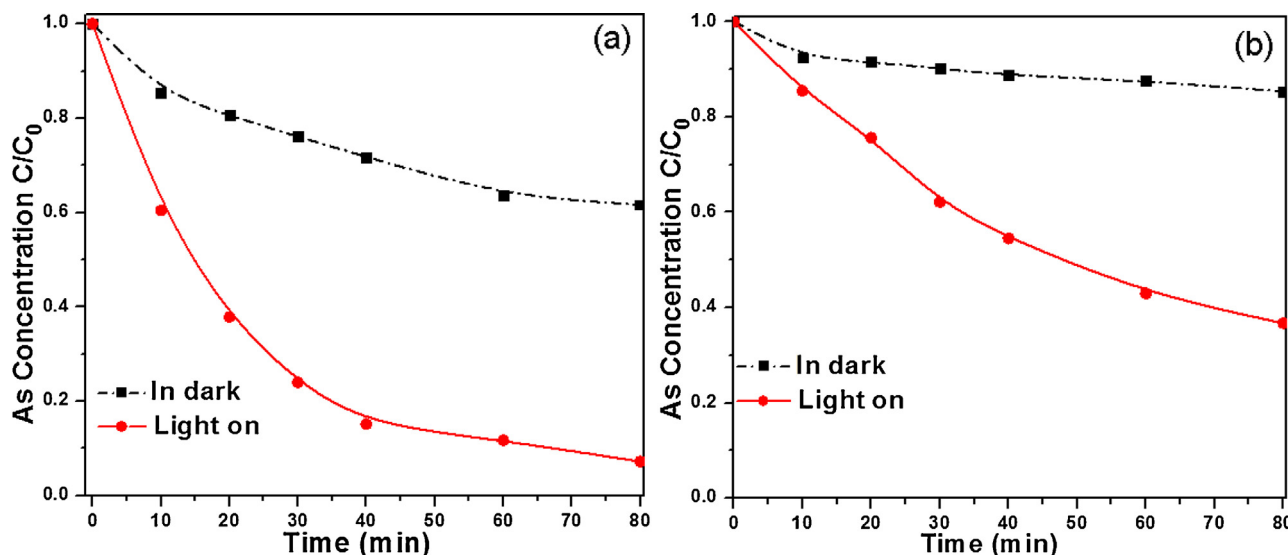 (a)
As Concentration C/C₀
1.0
0.8
0.6
0.4
0.2
0.0
In dark
Light on
0 10 20 30 40 50 60 70 80
Time (min)
(b)
As Concentration C/C₀
1.0
0.8
0.6
0.4
0.2
0.0
In dark
Light on
0 10 20 30 40 50 60 70 80
Time (min)